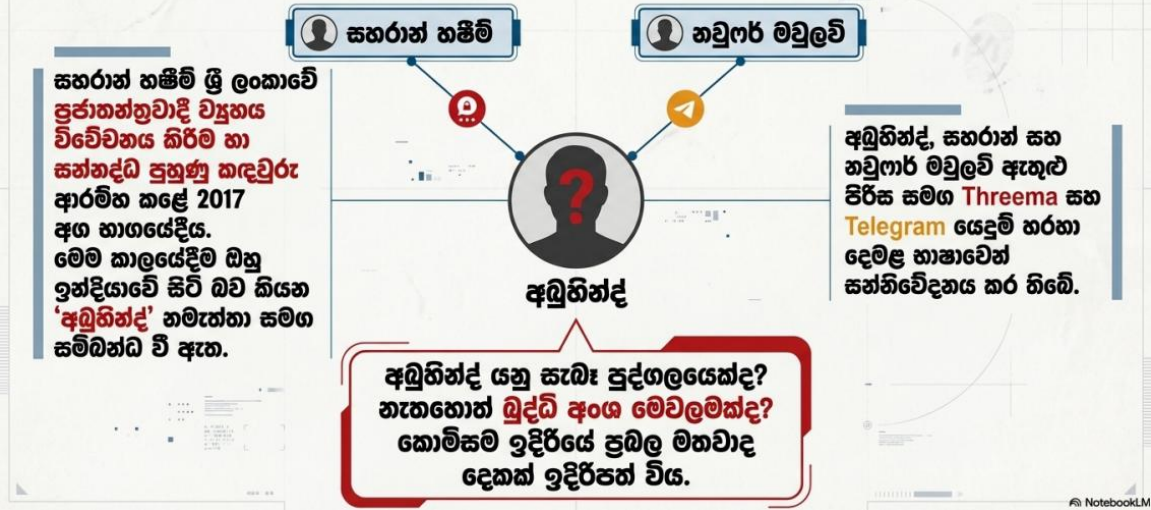 සහරාන් හෂීම්
නවුෆර් මවුලවි
සහරාන් හෂීම් ශ්‍රී ලංකාවේ
ප්‍රජාතන්ත්‍රවාදී ව්‍යුහය
විවේචනය කිරීම හා
සන්නද්ධ පුහුණු කඳවුරු
ආරම්භ කළේ 2017
අග භාගයේදීය.
මෙම කාලයේදීම ඔහු
ඉන්දියාවේ සිටි බව කියන
‘අබුහින්ද්’ නමැත්තා සමග
සම්බන්ධ වී ඇත.
අබුහින්ද්
අබුහින්ද්, සහරාන් සහ
නවුෆාර් මවුලවි ඇතුළු
පිරිස සමග Threema සහ
Telegram යෙදුම් හරහා
දෙමළ භාෂාවෙන්
සන්නිවේදනය කර තිබේ.
අබුහින්ද් යනු සැබෑ පුද්ගලයෙක්ද?
නැතහොත් බුද්ධි අංශ මෙවලමක්ද?
කොමිසම ඉදිරියේ ප්‍රබල මතවාද
දෙකක් ඉදිරිපත් විය.
NotebookLM